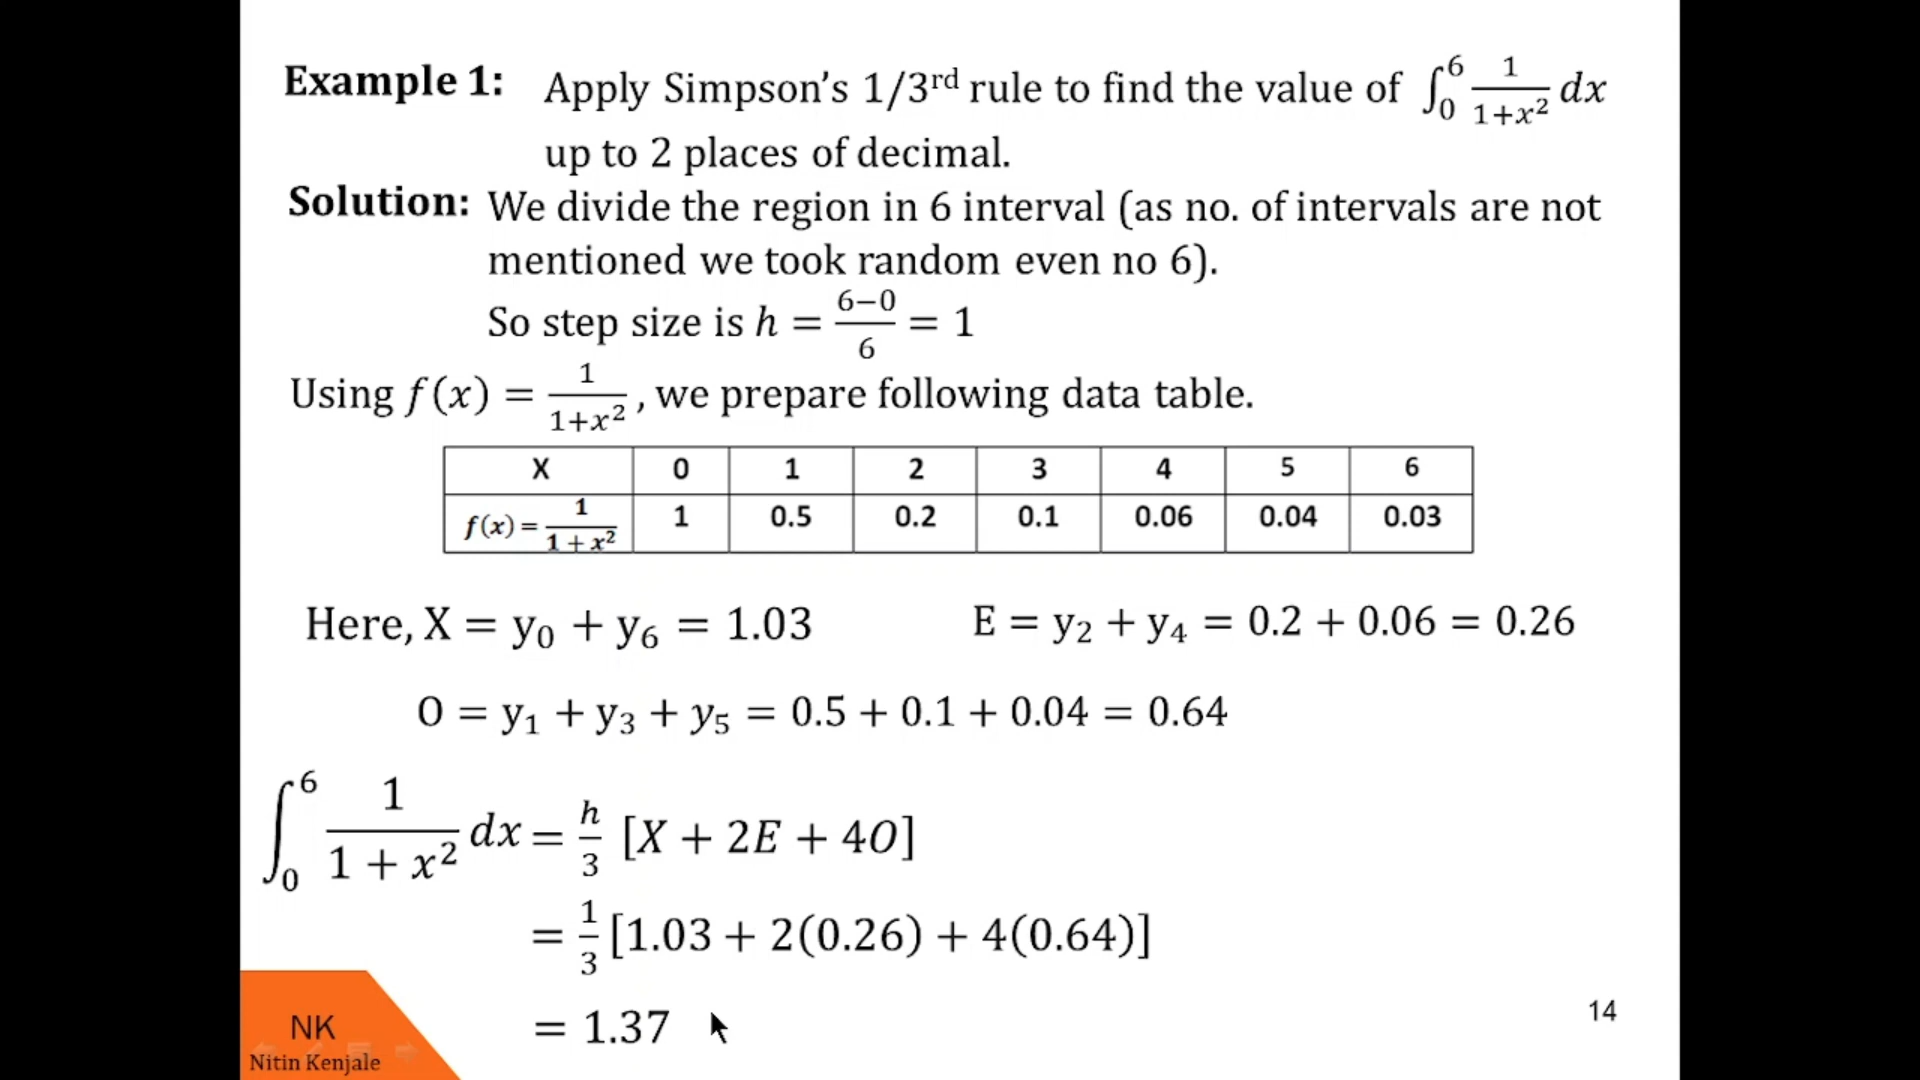 Example 1: Apply Simpson's 1/3rd rule to find the value of ∫₀⁶ 1/(1+x²) dx
up to 2 places of decimal.
Solution: We divide the region in 6 interval (as no. of intervals are not
mentioned we took random even no 6).
So step size is h = (6−0)/6 = 1
Using f(x) = 1/(1+x²), we prepare following data table.
X 0 1 2 3 4 5 6
f(x) = 1/(1 + x²) 1 0.5 0.2 0.1 0.06 0.04 0.03
Here, X = y₀ + y₆ = 1.03 E = y₂ + y₄ = 0.2 + 0.06 = 0.26
O = y₁ + y₃ + y₅ = 0.5 + 0.1 + 0.04 = 0.64
∫₀⁶ 1/(1 + x²) dx = h/3 [X + 2E + 4O]
= 1/3 [1.03 + 2(0.26) + 4(0.64)]
= 1.37
NK
Nitin Kenjale
14